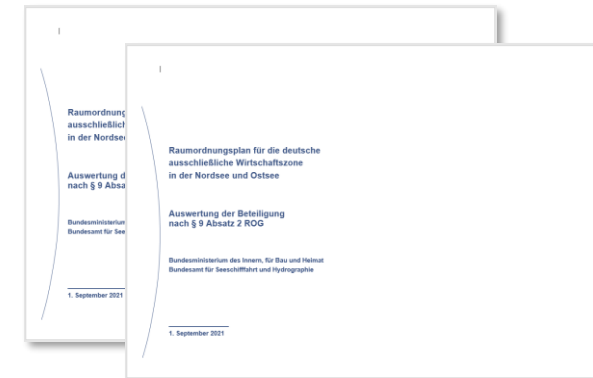 Raumordnung
ausschließlich
in der Nordsee
Auswertung d
nach § 9 Absa
Bundesministerium
Bundesamt für See
1. September 2021
Raumordnungsplan für die deutsche
ausschließliche Wirtschaftszone
in der Nordsee und Ostsee
Auswertung der Beteiligung
nach § 9 Absatz 2 ROG
Bundesministerium des Innern, für Bau und Heimat
Bundesamt für Seeschifffahrt und Hydrographie
1. September 2021